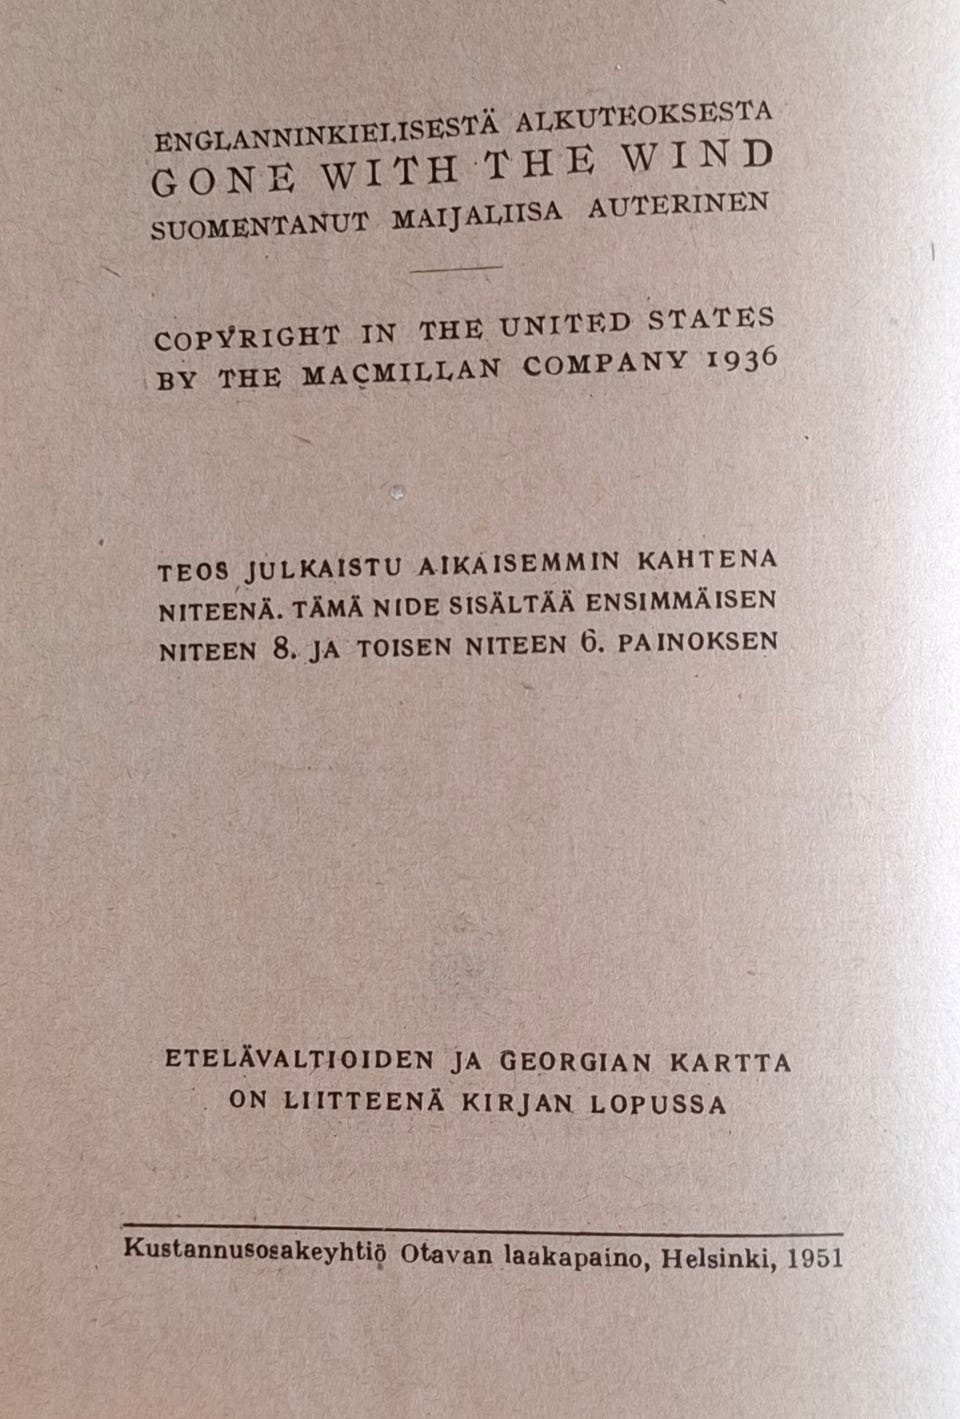 ENGLANNINKIELISESTÄ ALKUTEOKSESTA
GONE WITH THE WIND
SUOMENTANUT MAIJALIISA AUTERINEN
COPYRIGHT IN THE UNITED STATES
BY THE MACMILLAN COMPANY 1936
TEOS JULKAISTU AIKAISEMMIN KAHTENA
NITEENÄ. TÄMÄ NIDE SISÄLTÄÄ ENSIMMÄISEN
NITEEN 8. JA TOISEN NITEEN 6. PAINOKSEN
ETELÄVALTIOIDEN JA GEORGIAN KARTTA
ON LIITTEENÄ KIRJAN LOPUSSA
Kustannusosakeyhtiö Otavan laakapaino, Helsinki, 1951